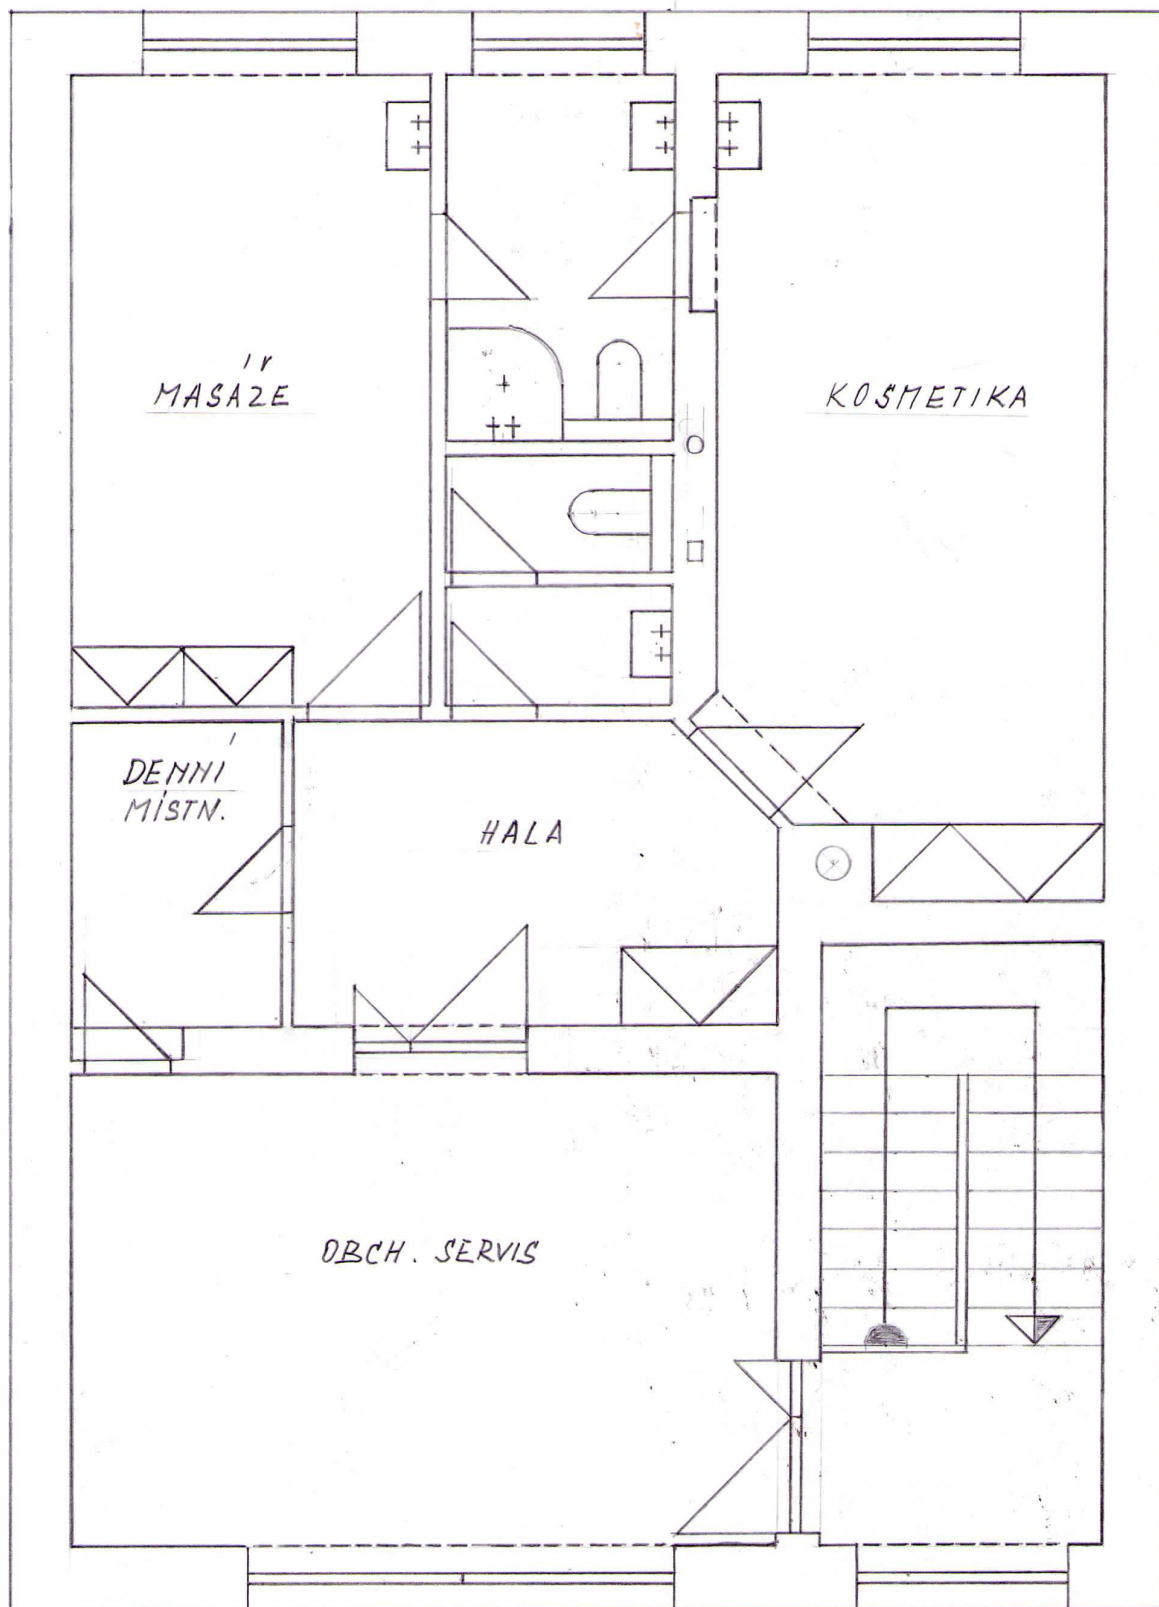 MASÁŽE
KOSMETIKA
DENNÍ
MÍSTN.
HALA
OBCH. SERVIS